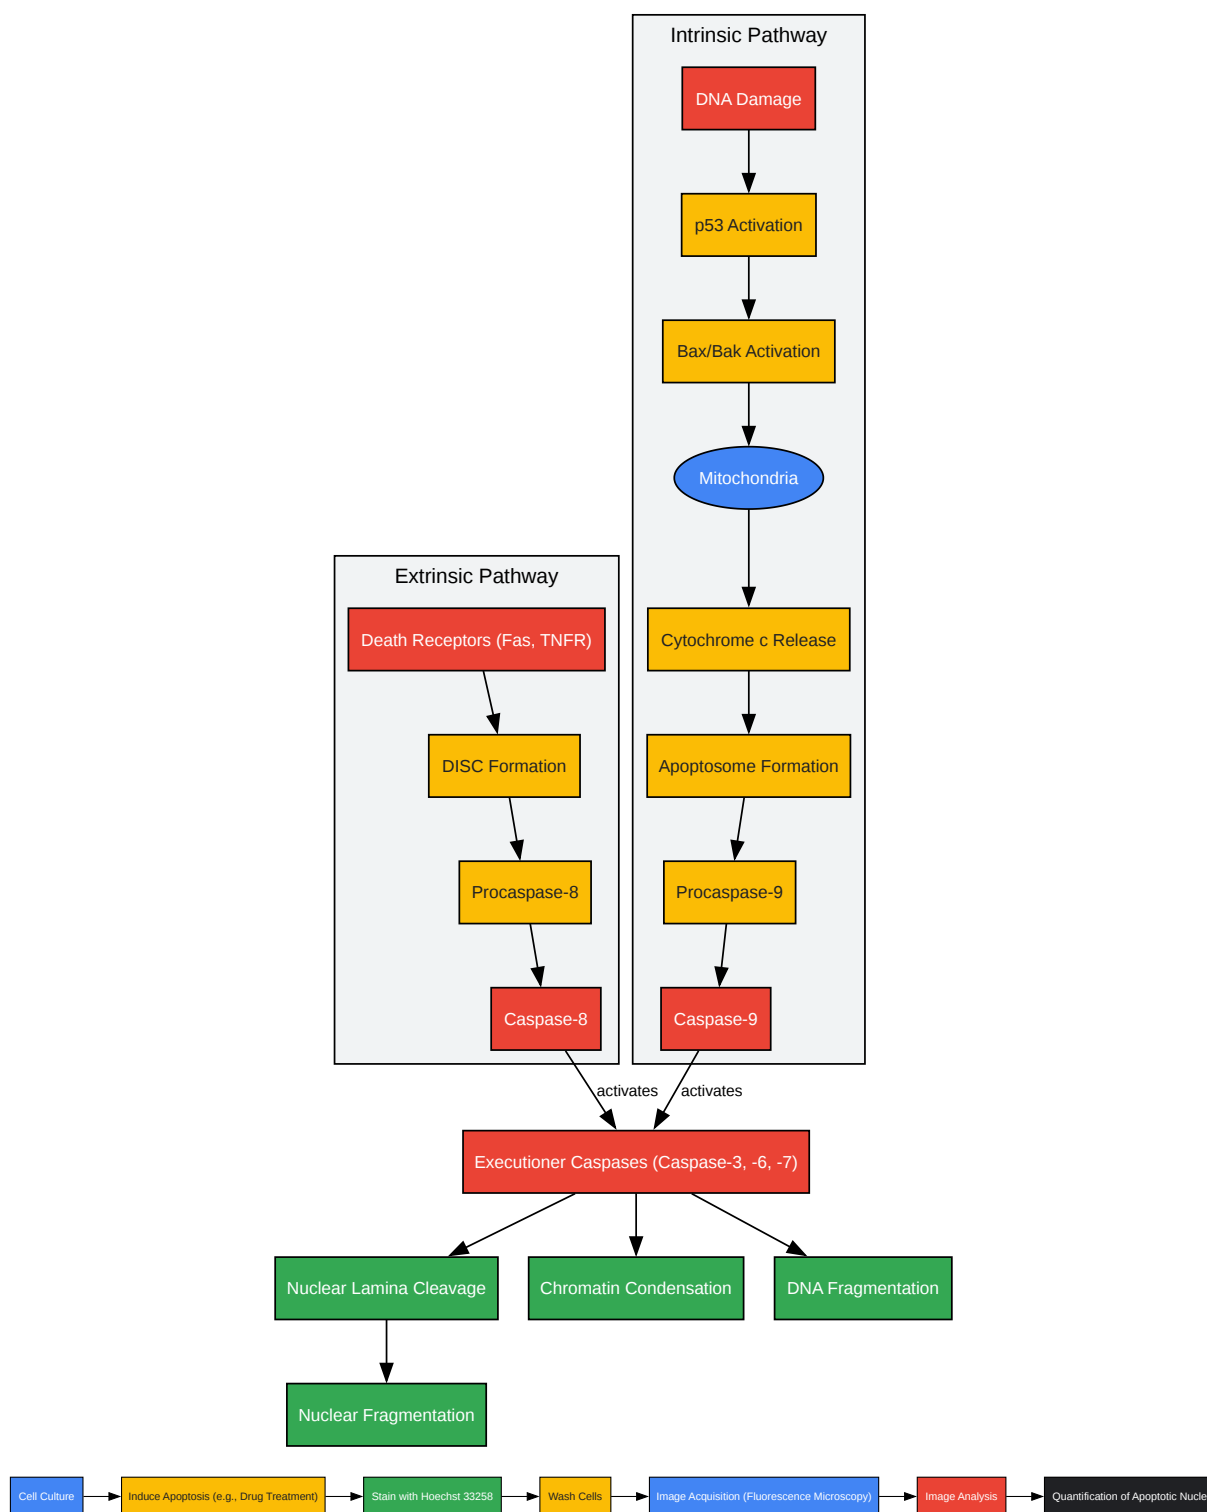 Intrinsic Pathway
DNA Damage
p53 Activation
Bax/Bak Activation
Mitochondria
Extrinsic Pathway
Death Receptors (Fas, TNFR)
Cytochrome c Release
DISC Formation
Apoptosome Formation
Procaspase-8
Procaspase-9
Caspase-8
Caspase-9
activates
activates
Executioner Caspases (Caspase-3, -6, -7)
Nuclear Lamina Cleavage
Chromatin Condensation
DNA Fragmentation
Nuclear Fragmentation
Cell Culture
Induce Apoptosis (e.g., Drug Treatment)
Stain with Hoechst 33258
Wash Cells
Image Acquisition (Fluorescence Microscopy)
Image Analysis
Quantification of Apoptotic Nucle